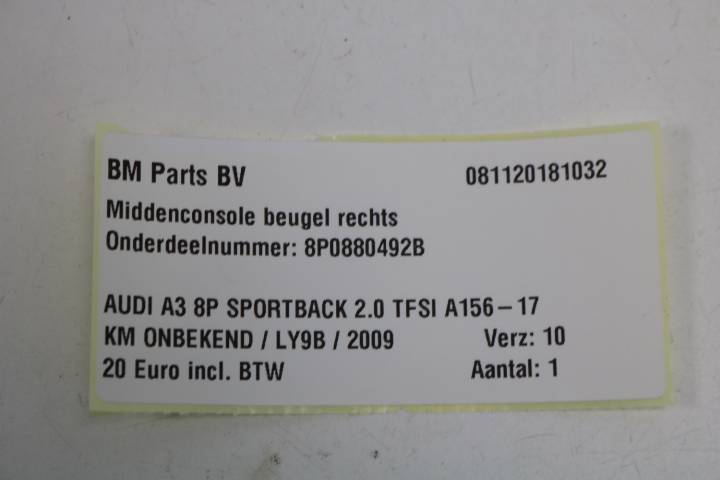 BM Parts BV 081120181032
Middenconsole beugel rechts
Onderdeelnummer: 8P0880492B
AUDI A3 8P SPORTBACK 2.0 TFSI A156-17
KM ONBEKEND / LY9B / 2009 Verz: 10
20 Euro incl. BTW Aantal: 1